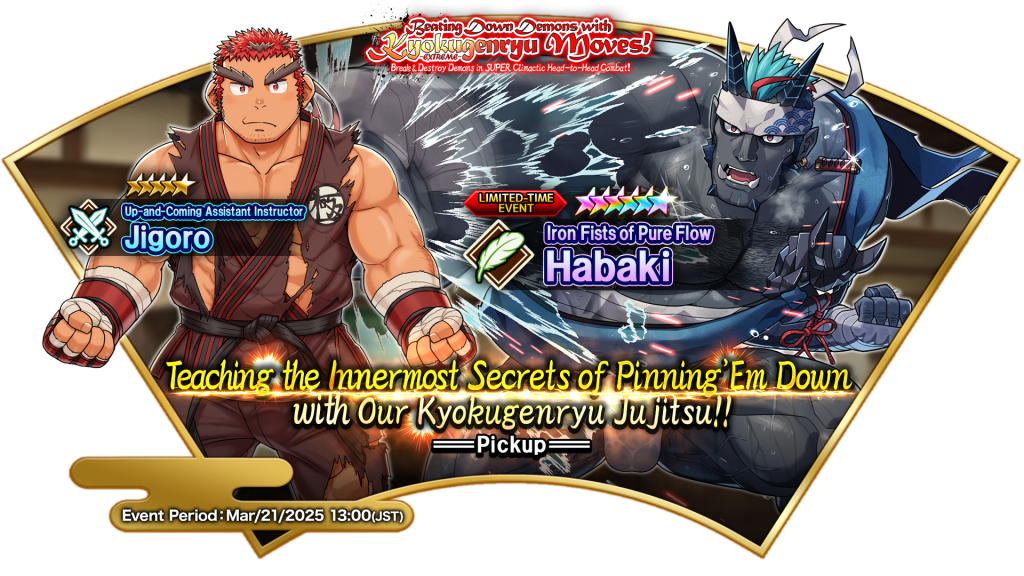 Beating Down Demons with
Kyokugenryu Moves!
-EXTREME-
Break & Destroy Demons in SUPER Climactic Head-to-Head Combat!
Up-and-Coming Assistant Instructor
Jigoro
LIMITED-TIME
EVENT
Iron Fists of Pure Flow
Habaki
Teaching the Innermost Secrets of Pinning 'Em Down
with Our Kyokugenryu Jujitsu!!
Pickup
Event Period:Mar/21/2025 13:00(JST)